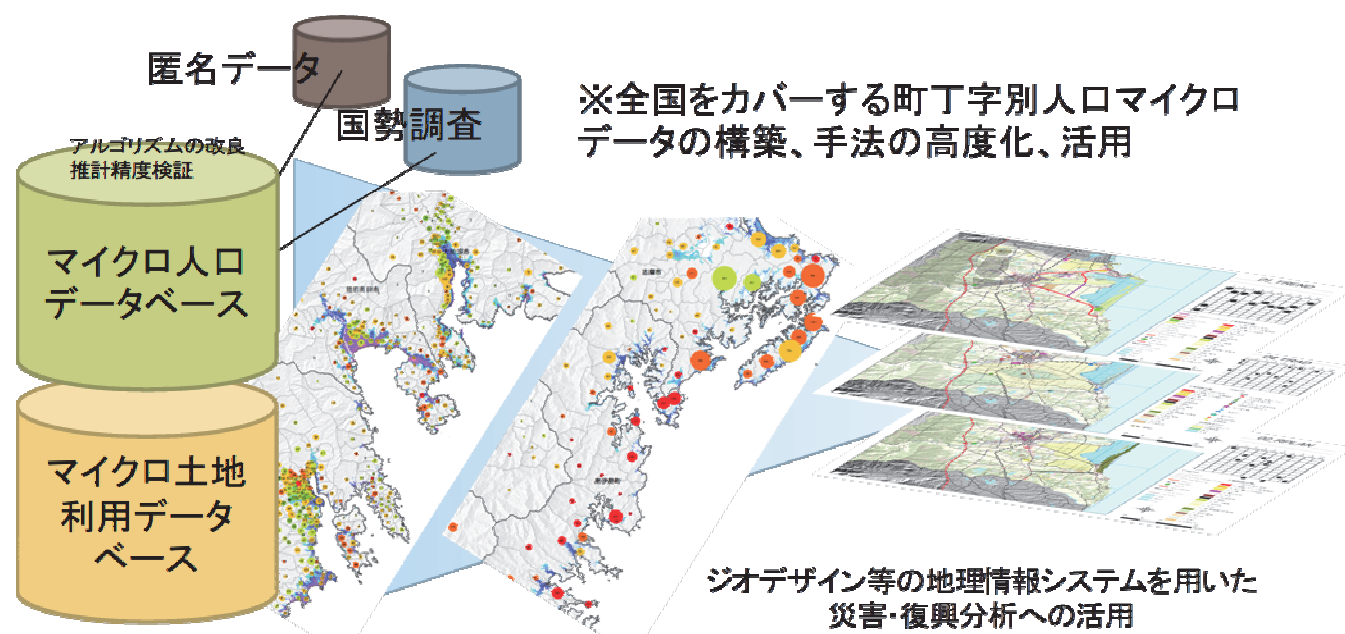 匿名データ
国勢調査
※全国をカバーする町丁字別人口マイクロ
データの構築、手法の高度化、活用
アルゴリズムの改良
推計精度検証
マイクロ人口
データベース
マイクロ土地
利用データ
ベース
ジオデザイン等の地理情報システムを用いた
災害・復興分析への活用